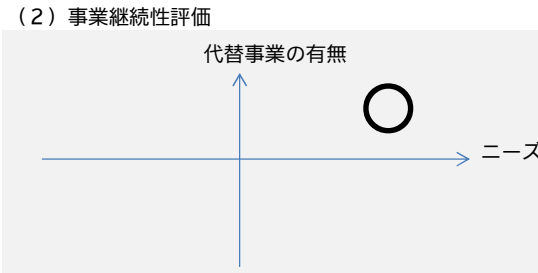 （２）事業継続性評価
代替事業の有無
ニーズ